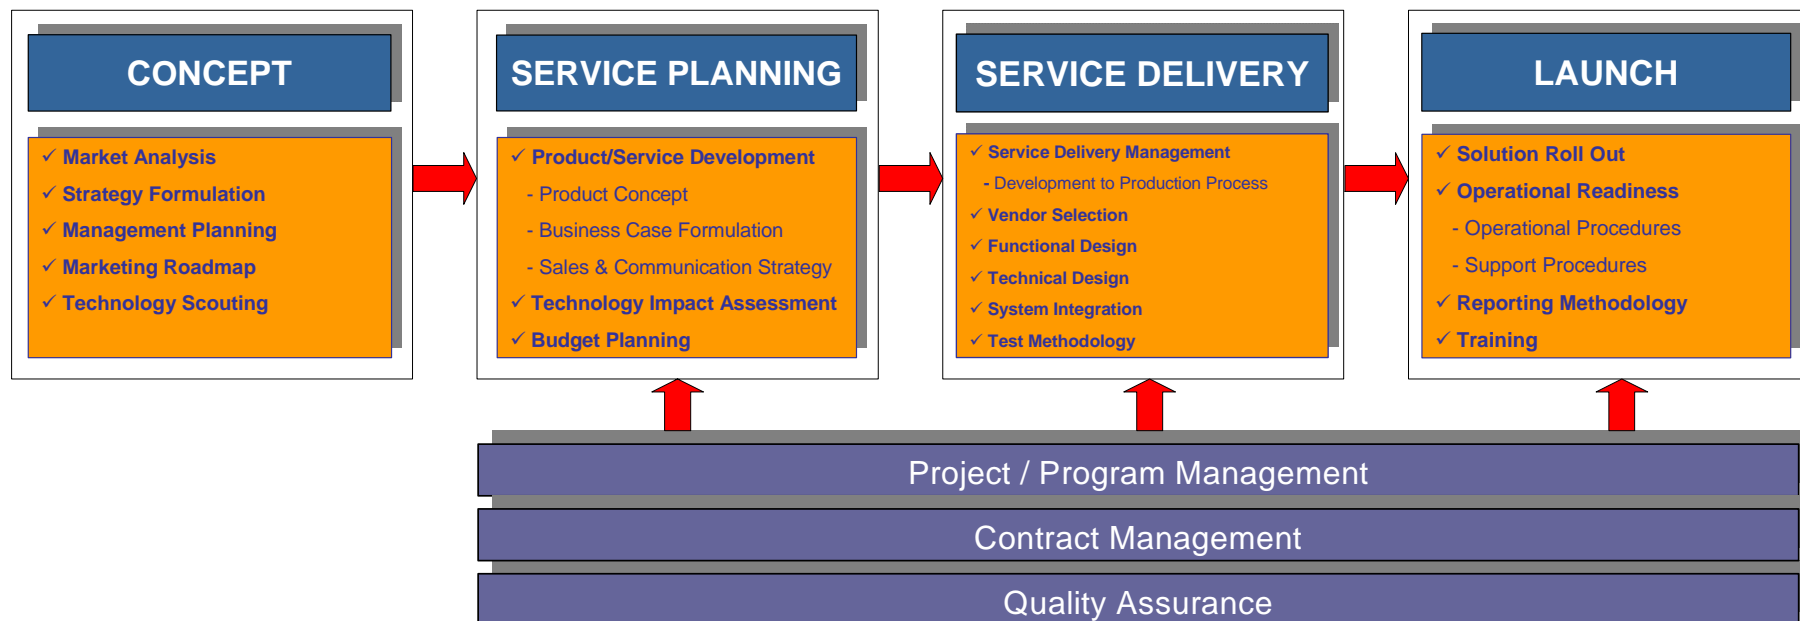 CONCEPT
✓ Market Analysis
✓ Strategy Formulation
✓ Management Planning
✓ Marketing Roadmap
✓ Technology Scouting
SERVICE PLANNING
✓ Product/Service Development
- Product Concept
- Business Case Formulation
- Sales & Communication Strategy
✓ Technology Impact Assessment
✓ Budget Planning
SERVICE DELIVERY
✓ Service Delivery Management
- Development to Production Process
✓ Vendor Selection
✓ Functional Design
✓ Technical Design
✓ System Integration
✓ Test Methodology
LAUNCH
✓ Solution Roll Out
✓ Operational Readiness
- Operational Procedures
- Support Procedures
✓ Reporting Methodology
✓ Training
Project / Program Management
Contract Management
Quality Assurance